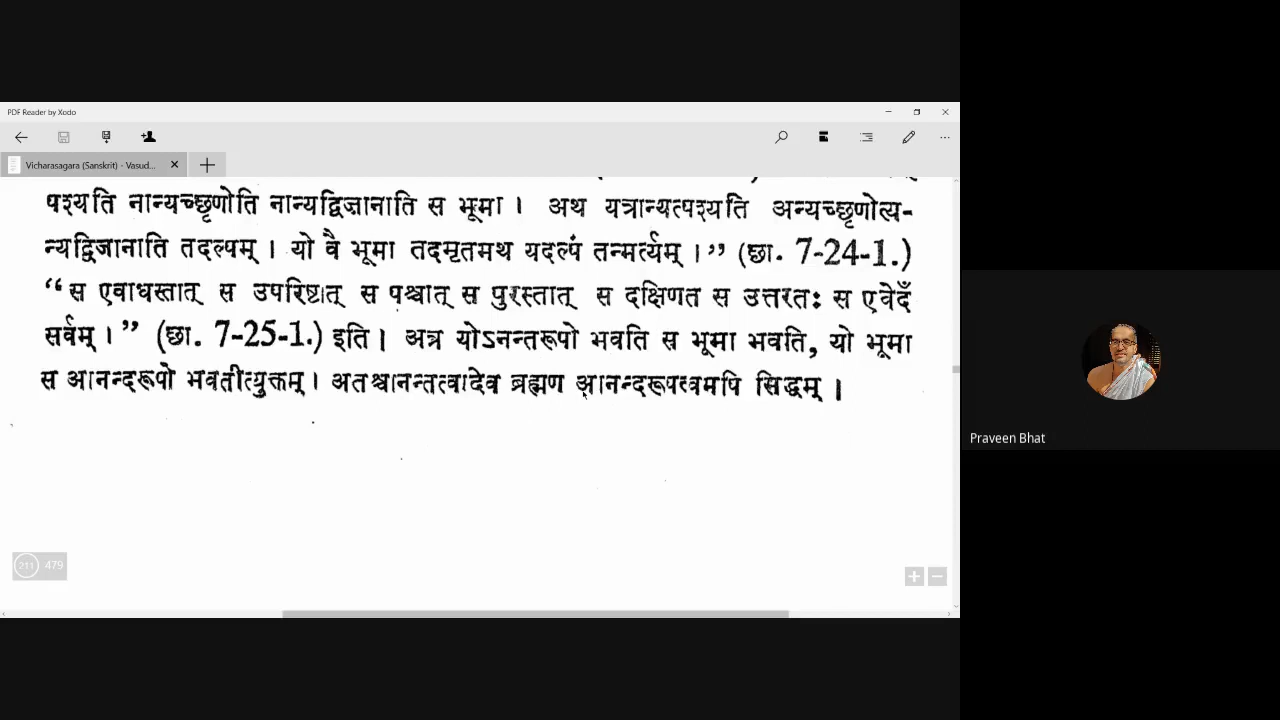 PDF Reader by Xodo
Vicharasagara (Sanskrit) - Vasud...
पश्यति नान्यच्छृणोति नान्यद्विजानाति स भूमा । अथ यत्रान्यत्पश्यति अन्यच्छृणोत्य-
न्यद्विजानाति तदल्पम् । यो वै भूमा तदमृतमथ यदल्पं तन्मर्त्यम् ।” (छा. 7-24-1.)
“स एवाधस्तात् स उपरिष्टात् स पश्चात् स पुरस्तात् स दक्षिणत स उत्तरतः स एवेदँ
सर्वम् ।” (छा. 7-25-1.) इति । अत्र योऽनन्तरूपो भवति स भूमा भवति, यो भूमा
स आनन्दरूपो भवतीत्युक्तम् । अतश्चानन्तत्वादेव ब्रह्मण आनन्दरूपत्वमपि सिद्धम् ।
Praveen Bhat
211 479